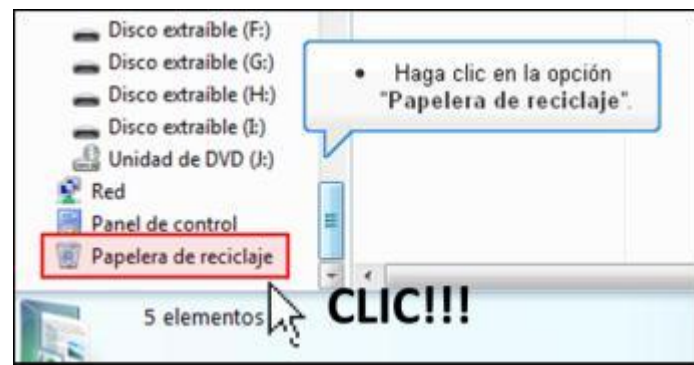 Disco extraíble (F:)
Disco extraíble (G:)
Disco extraíble (H:)
Disco extraíble (I:)
Unidad de DVD (J:)
Red
Panel de control
Papelera de reciclaje
• Haga clic en la opción
"Papelera de reciclaje".
5 elementos
CLIC!!!